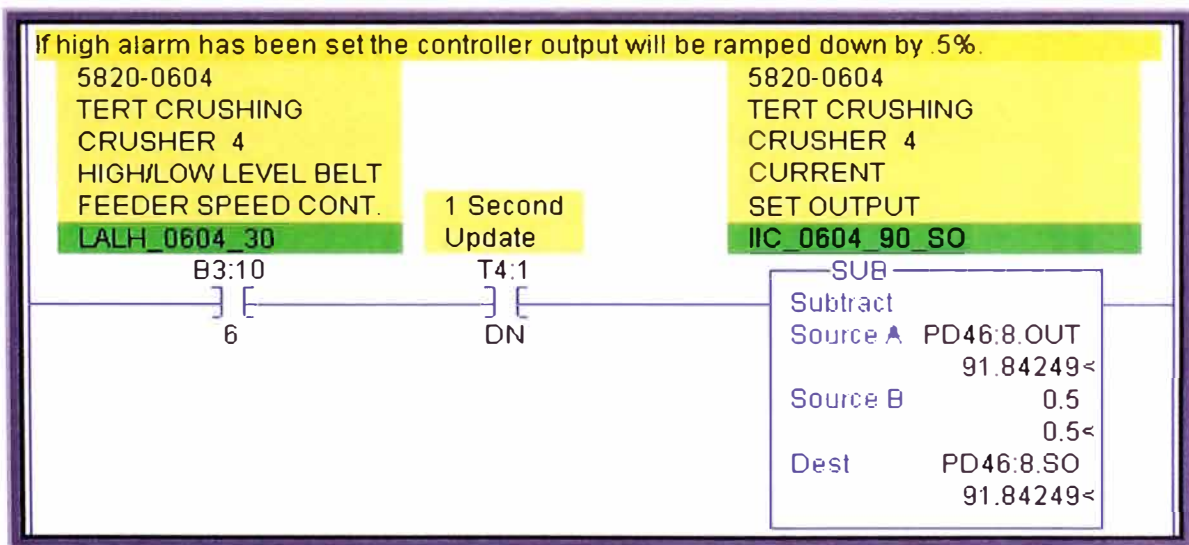 If high alarm has been set the controller output will be ramped down by .5%.
5820-0604
TERT CRUSHING
CRUSHER 4
HIGH/LOW LEVEL BELT
FEEDER SPEED CONT.
LALH_0604_30
B3:10
6
1 Second
Update
T4:1
DN
5820-0604
TERT CRUSHING
CRUSHER 4
CURRENT
SET OUTPUT
IIC_0604_90_SO
SUB
Subtract
Source A PD46:8.OUT
91.84249<
Source B 0.5
0.5<
Dest PD46:8.SO
91.84249<